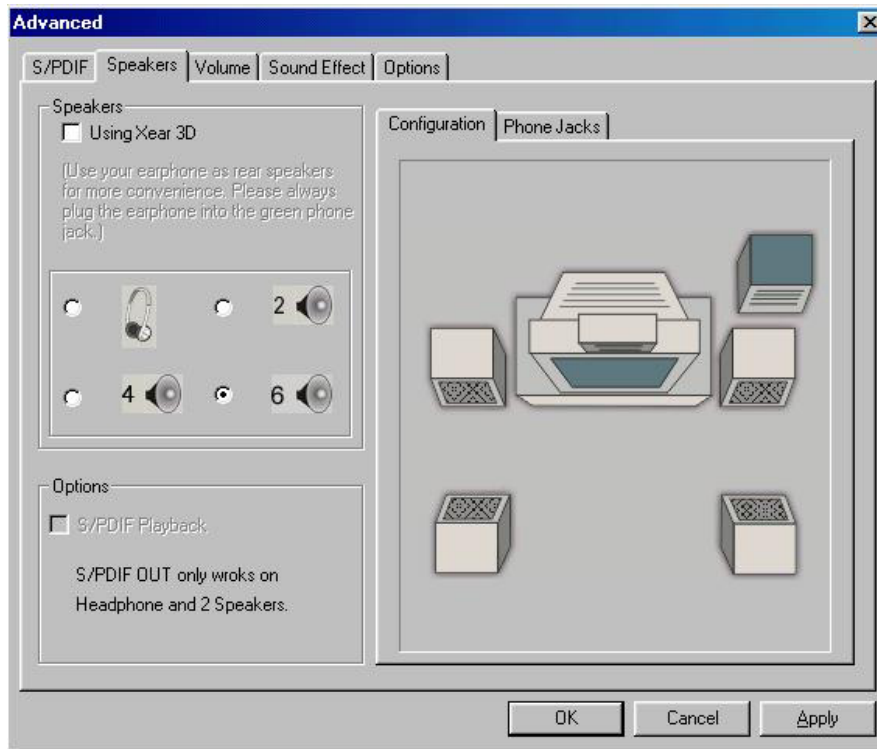 Advanced
S/PDIF Speakers Volume Sound Effect Options
Speakers
Using Xear 3D
(Use your earphone as rear speakers
for more convenience. Please always
plug the earphone into the green phone
jack.)
2
4 6
Options
S/PDIF Playback
S/PDIF OUT only wroks on
Headphone and 2 Speakers.
Configuration Phone Jacks
OK Cancel Apply